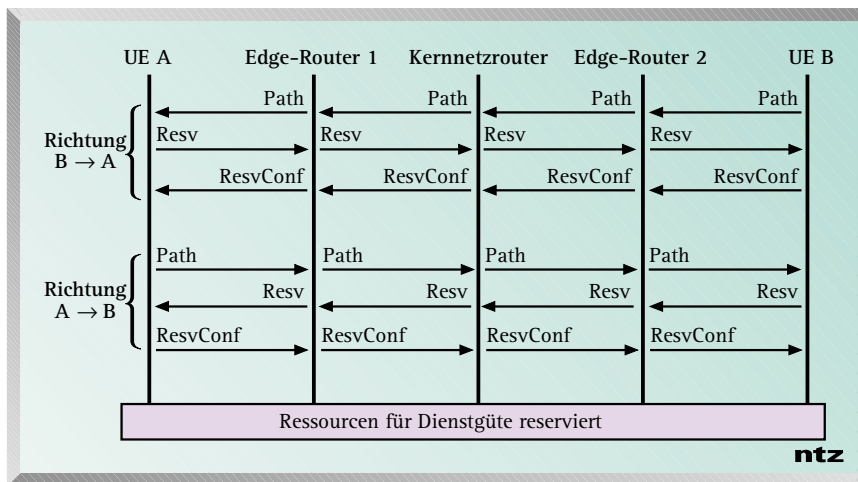 UE A Edge-Router 1 Kernnetzrouter Edge-Router 2 UE B
Path Path Path Path
Richtung
B → A
Resv Resv Resv Resv
ResvConf ResvConf ResvConf ResvConf
Richtung
A → B
Path Path Path Path
Resv Resv Resv Resv
ResvConf ResvConf ResvConf ResvConf
Ressourcen für Dienstgüte reserviert
ntz